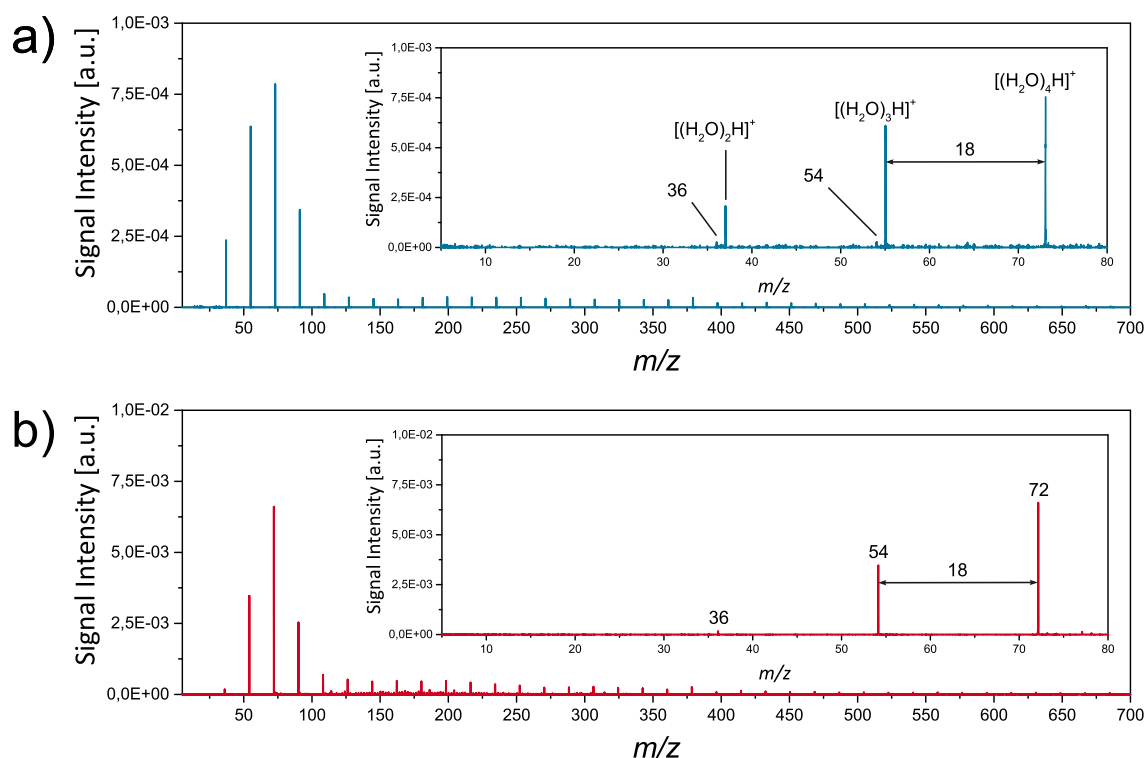 a)
Signal Intensity [a.u.]
1,0E-03
7,5E-04
5,0E-04
2,5E-04
0,0E+00
50 100 150 200 250 300 350 400 450 500 550 600 650 700
m/z
Signal Intensity [a.u.]
1,0E-03
7,5E-04
5,0E-04
2,5E-04
0,0E+00
10 20 30 40 50 60 70 80
m/z
36
[(H₂O)₂H]⁺
54
[(H₂O)₃H]⁺
18
[(H₂O)₄H]⁺
b)
Signal Intensity [a.u.]
1,0E-02
7,5E-03
5,0E-03
2,5E-03
0,0E+00
50 100 150 200 250 300 350 400 450 500 550 600 650 700
m/z
Signal Intensity [a.u.]
1,0E-02
7,5E-03
5,0E-03
2,5E-03
0,0E+00
10 20 30 40 50 60 70 80
m/z
36
54
18
72